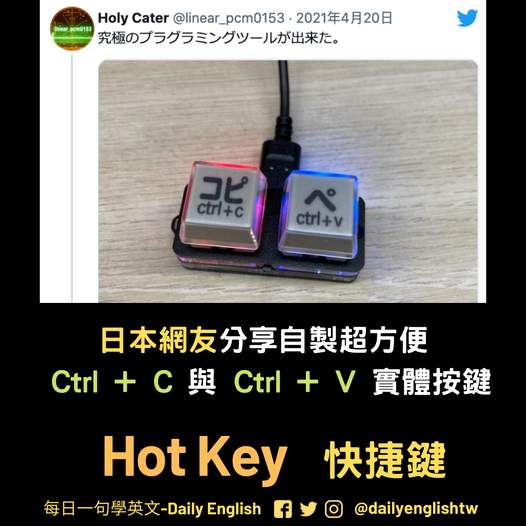 Holy Cater @linear_pcm0153 · 2021年4月20日
究極のプラグラミングツールが出来た。
コピ
ctrl+c
ペ
ctrl+v
日本網友分享自製超方便
Ctrl + C 與 Ctrl + V 實體按鍵
Hot Key 快捷鍵
每日一句學英文-Daily English @dailyenglishtw